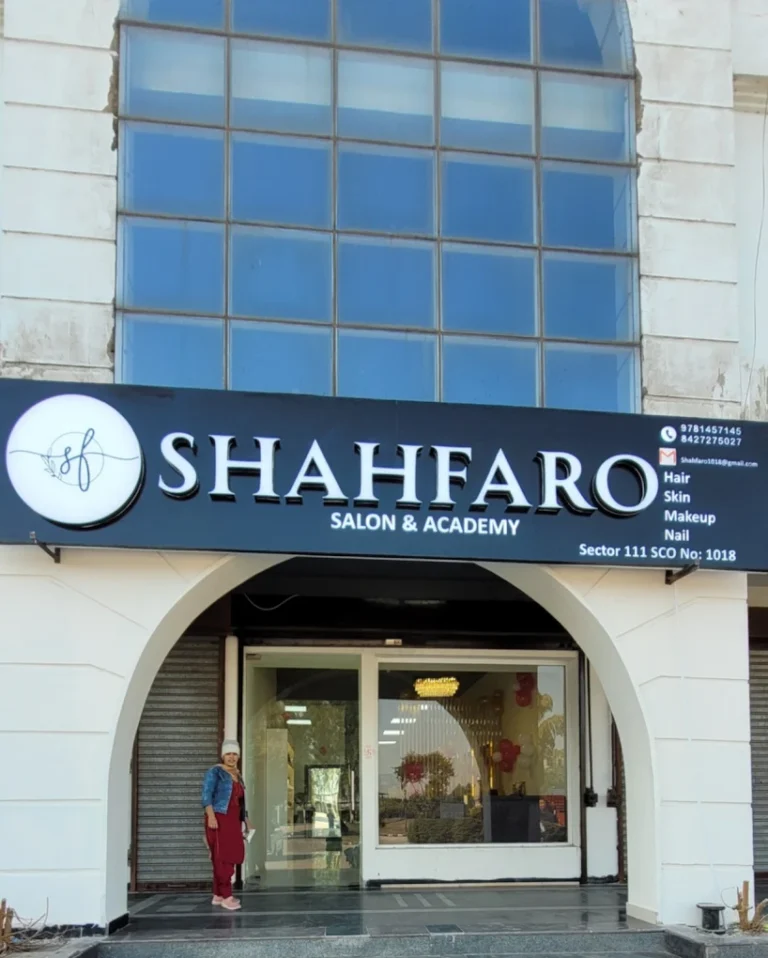 sf
SHAHFARO
SALON & ACADEMY
9781457145
8427275027
Shahfaro1018@gmail.com
Hair
Skin
Makeup
Nail
Sector 111 SCO No: 1018